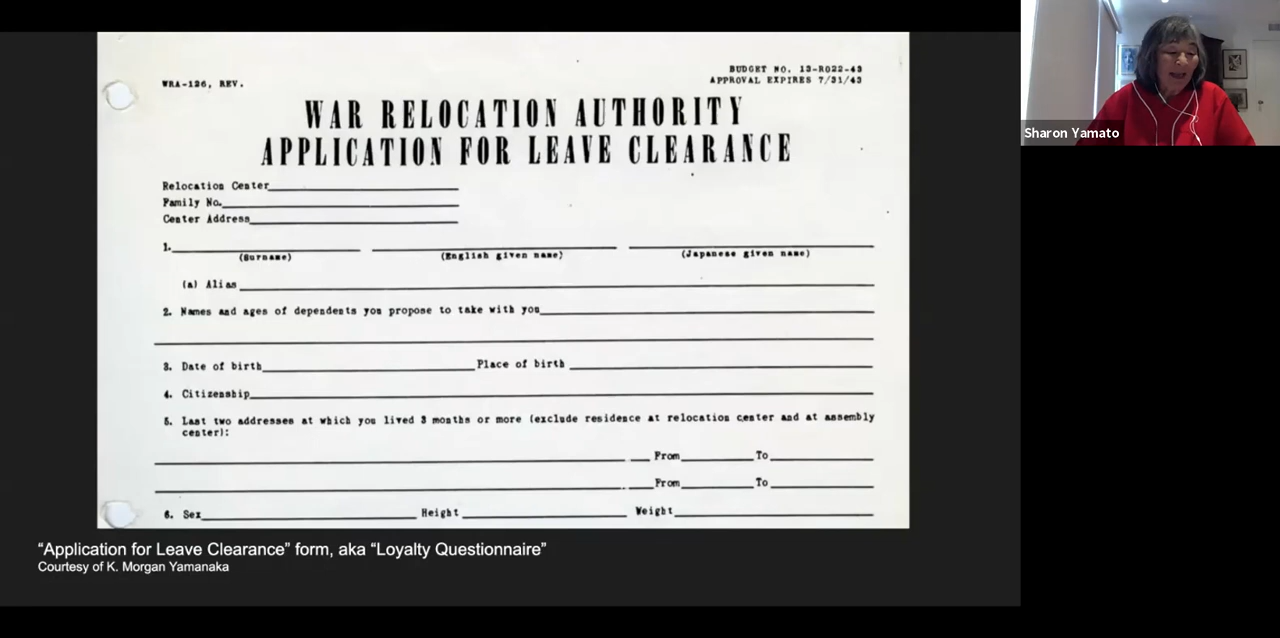 WRA-126, REV.
BUDGET NO. 13-R022-43
APPROVAL EXPIRES 7/31/43
WAR RELOCATION AUTHORITY
APPLICATION FOR LEAVE CLEARANCE
Relocation Center
Family No.
Center Address
1.
(Surname) (English given name) (Japanese given name)
(a) Alias
2. Names and ages of dependents you propose to take with you
3. Date of birth Place of birth
4. Citizenship
5. Last two addresses at which you lived 3 months or more (exclude residence at relocation center and at assembly
center):
From To
From To
6. Sex Height Weight
“Application for Leave Clearance” form, aka “Loyalty Questionnaire”
Courtesy of K. Morgan Yamanaka
Sharon Yamato